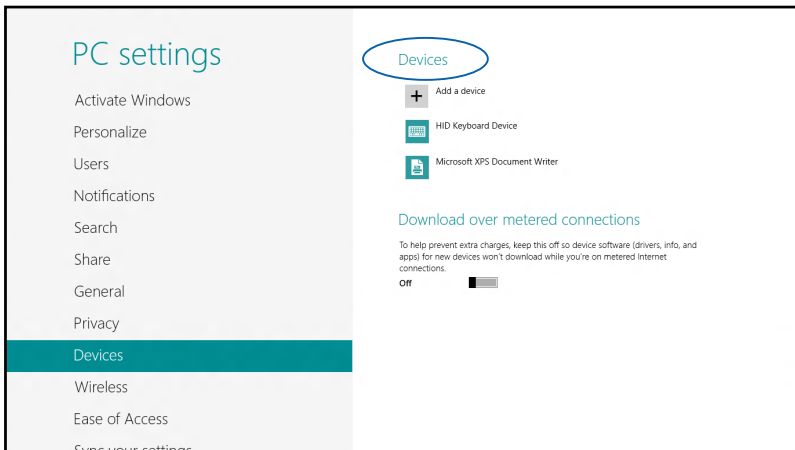 PC settings
Activate Windows
Personalize
Users
Notifications
Search
Share
General
Privacy
Devices
Wireless
Ease of Access
Sync your settings
Devices
Add a device
HID Keyboard Device
Microsoft XPS Document Writer
Download over metered connections
To help prevent extra charges, keep this off so device software (drivers, info, and
apps) for new devices won't download while you're on metered Internet
connections.
Off